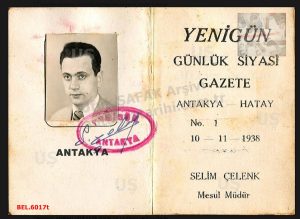 ANTAKYA
ANTAKYA
BEL.6017t
YENİGÜN
GÜNLÜK SİYASİ
GAZETE
ANTAKYA - HATAY
No. 1
10 - 11 - 1938
SELİM ÇELENK
Mesul Müdür